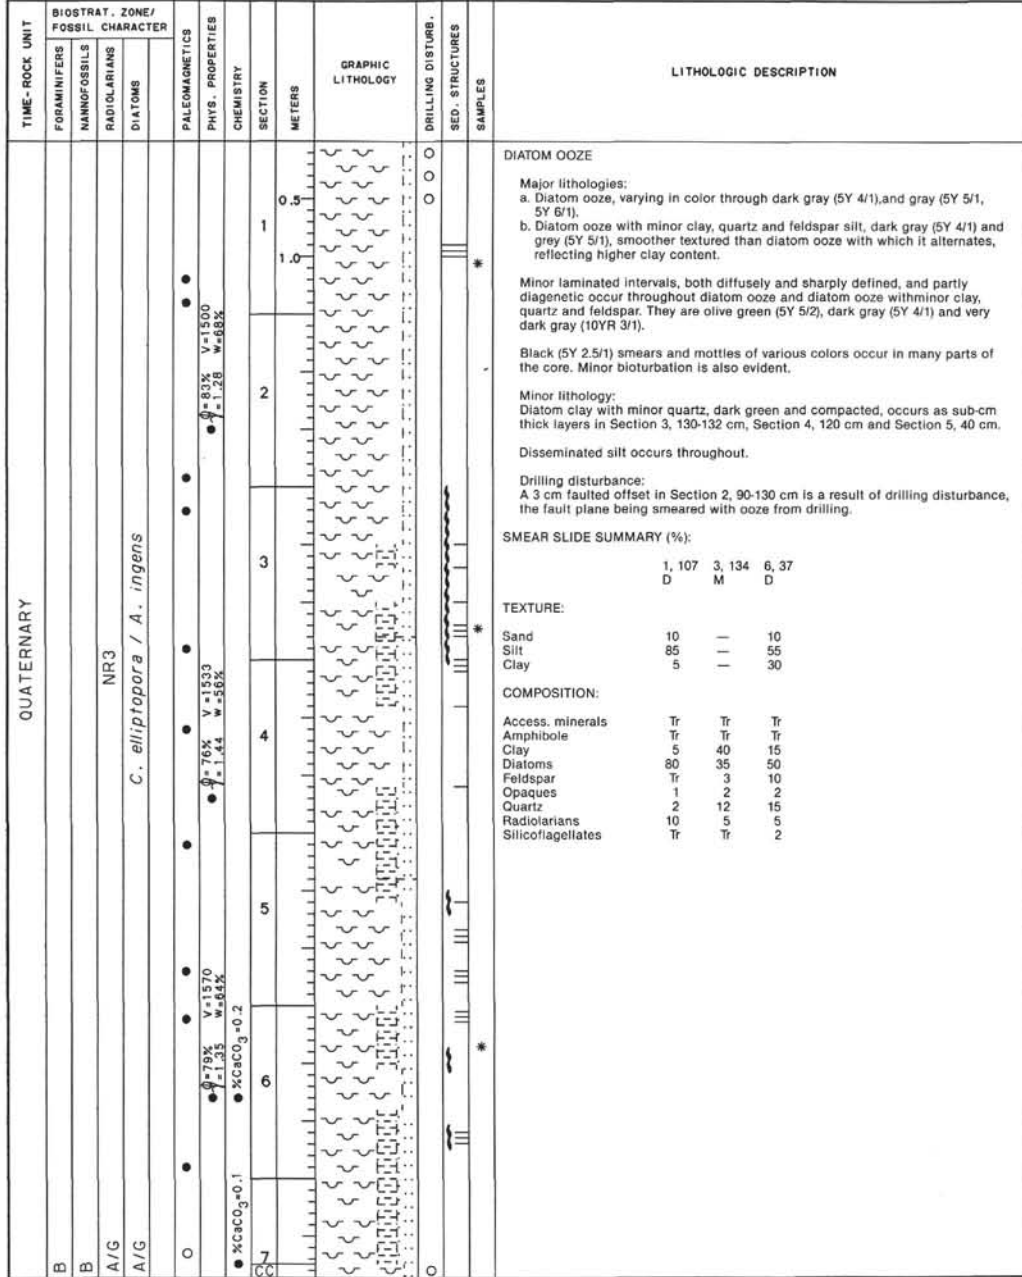 TIME-ROCK UNIT
BIOSTRAT. ZONE/
FOSSIL CHARACTER
FORAMINIFERS
NANNOFOSSILS
RADIOLARIANS
DIATOMS
PALEOMAGNETICS
PHYS. PROPERTIES
CHEMISTRY
SECTION
METERS
GRAPHIC
LITHOLOGY
DRILLING DISTURB.
SED. STRUCTURES
SAMPLES
LITHOLOGIC DESCRIPTION
QUATERNARY
B
B
A/G
NR3
A/G
C. elliptopora / A. ingens
V=1500
W=68%
=83%
=1.28
V=1533
W=56%
=76%
=1.44
V=1570
W=64%
=79%
=1.35
%CaCO3=0.2
%CaCO3=0.1
1
2
3
4
5
6
7
CC
0.5
1.0
*
*
*
DIATOM OOZE
Major lithologies:
a. Diatom ooze, varying in color through dark gray (5Y 4/1),and gray (5Y 5/1,
5Y 6/1).
b. Diatom ooze with minor clay, quartz and feldspar silt, dark gray (5Y 4/1) and
grey (5Y 5/1), smoother textured than diatom ooze with which it alternates,
reflecting higher clay content.
Minor laminated intervals, both diffusely and sharply defined, and partly
diagenetic occur throughout diatom ooze and diatom ooze withminor clay,
quartz and feldspar. They are olive green (5Y 5/2), dark gray (5Y 4/1) and very
dark gray (10YR 3/1).
Black (5Y 2.5/1) smears and mottles of various colors occur in many parts of
the core. Minor bioturbation is also evident.
Minor lithology:
Diatom clay with minor quartz, dark green and compacted, occurs as sub-cm
thick layers in Section 3, 130-132 cm, Section 4, 120 cm and Section 5, 40 cm.
Disseminated silt occurs throughout.
Drilling disturbance:
A 3 cm faulted offset in Section 2, 90-130 cm is a result of drilling disturbance,
the fault plane being smeared with ooze from drilling.
SMEAR SLIDE SUMMARY (%):
1, 107 3, 134 6, 37
D M D
TEXTURE:
Sand 10 — 10
Silt 85 — 55
Clay 5 — 30
COMPOSITION:
Access. minerals Tr Tr Tr
Amphibole Tr Tr Tr
Clay 5 40 15
Diatoms 80 35 50
Feldspar Tr 3 10
Opaques 1 2 2
Quartz 2 12 15
Radiolarians 10 5 5
Silicoflagellates Tr Tr 2